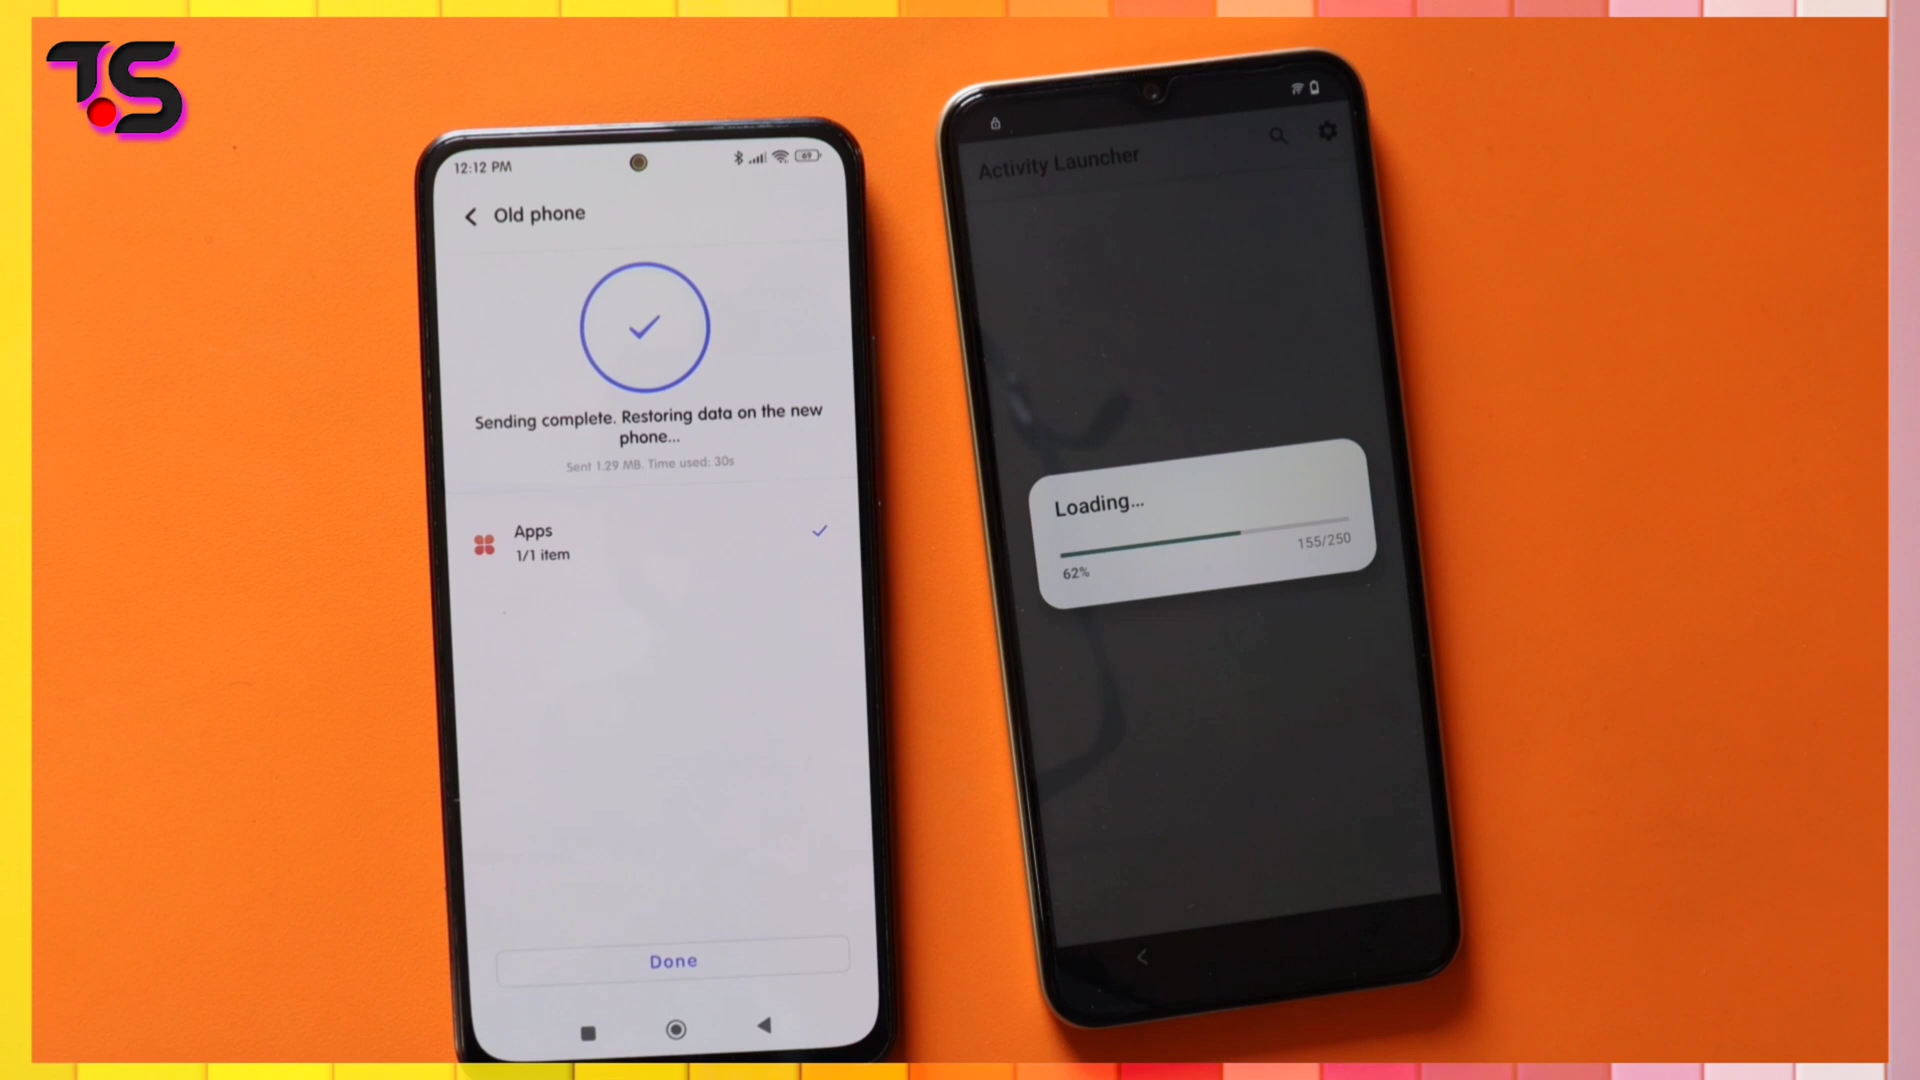 T.S
12:12 PM
69
Old phone
Sending complete. Restoring data on the new
phone...
Sent 1.29 MB. Time used: 30s
Apps
1/1 item
Done
Activity Launcher
Loading...
155/250
62%